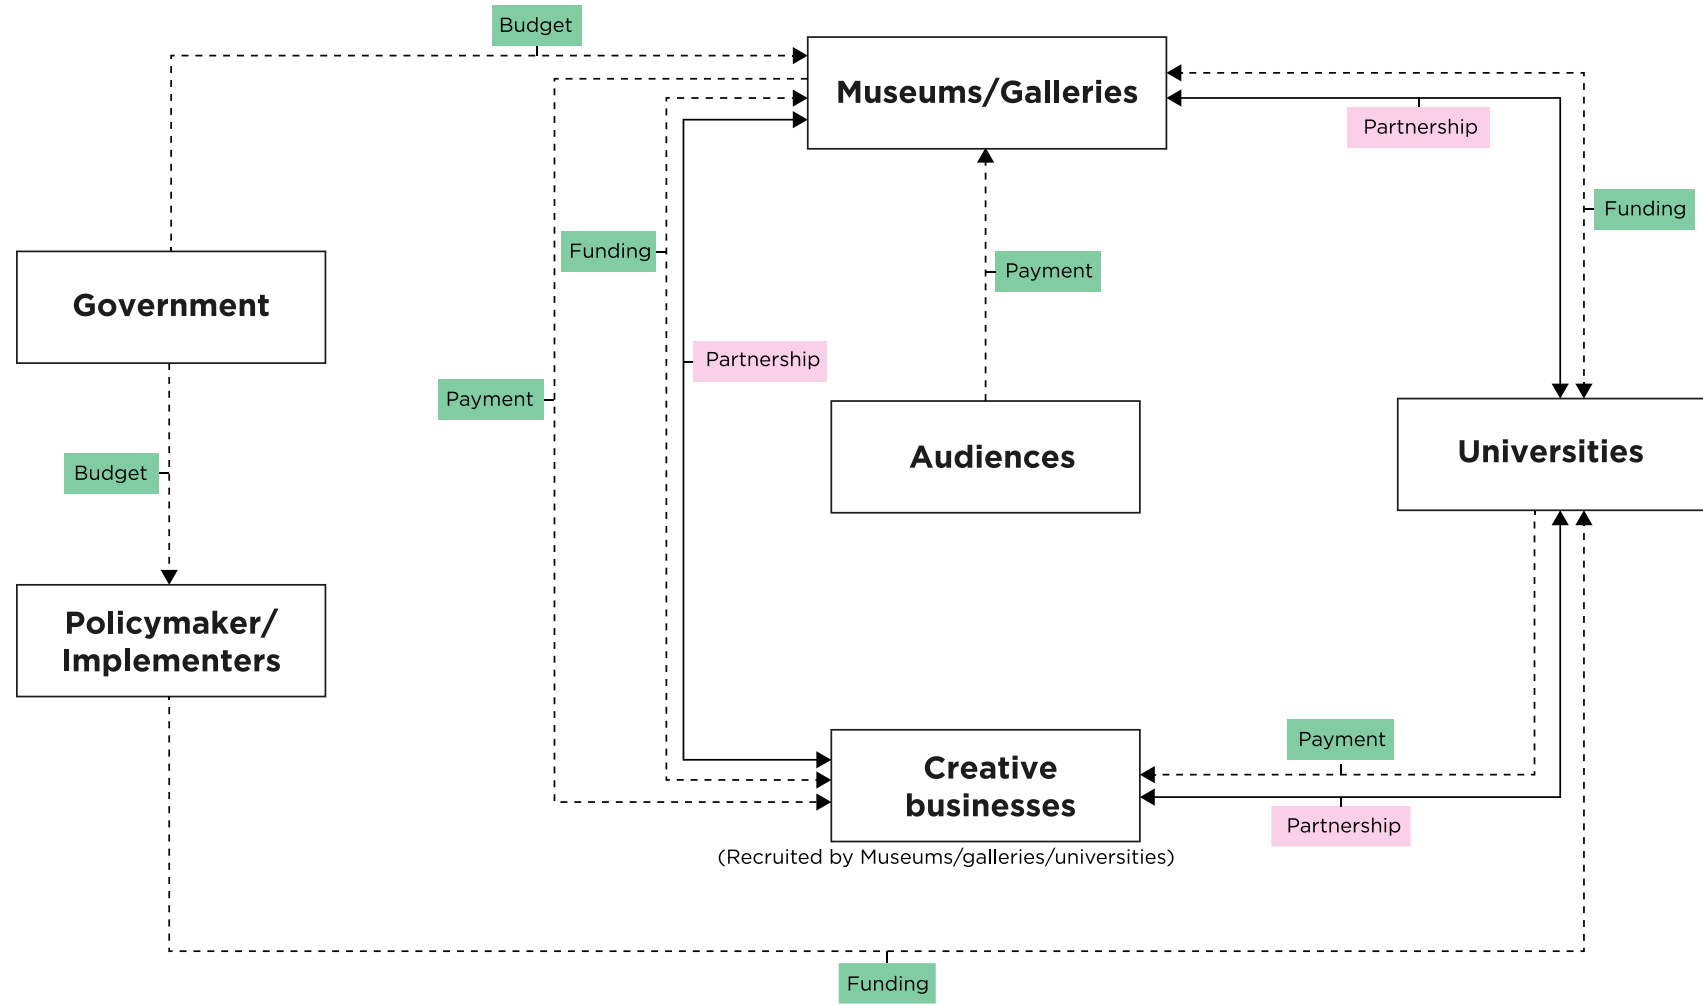 Budget
Museums/Galleries
Partnership
Funding
Funding
Payment
Government
Partnership
Payment
Audiences
Universities
Budget
Policymaker/
Implementers
Payment
Creative
businesses
Partnership
(Recruited by Museums/galleries/universities)
Funding